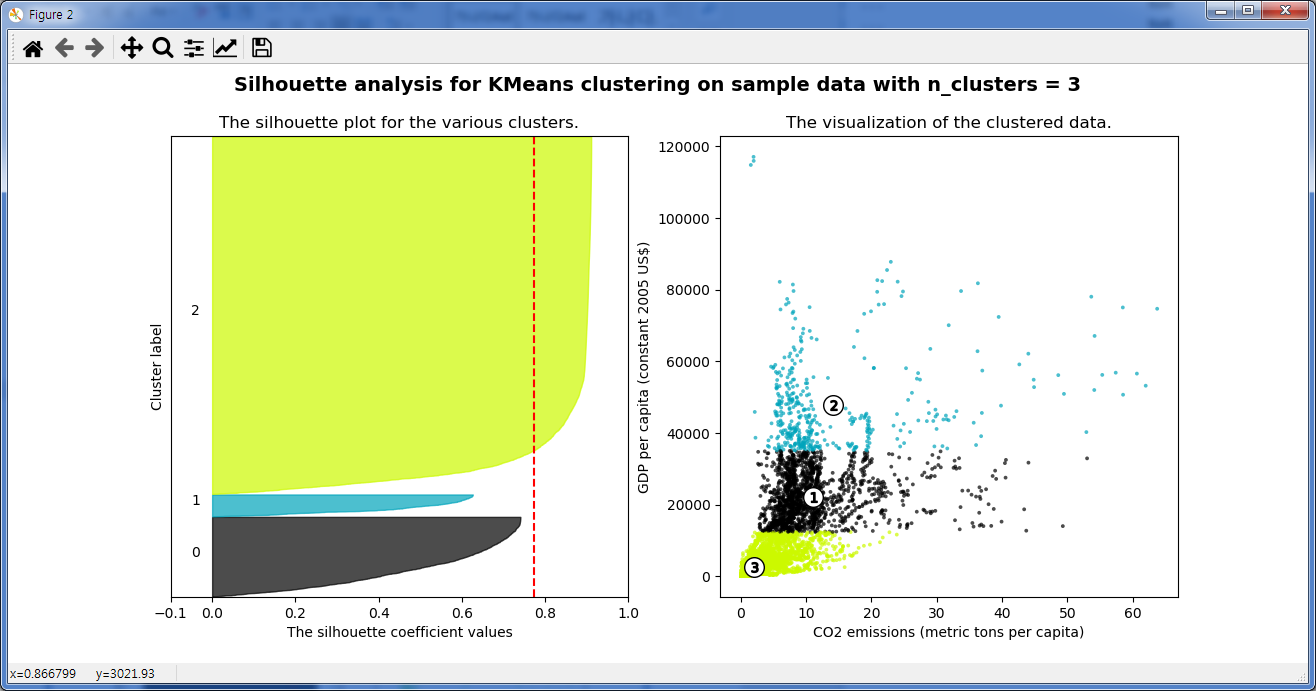 Figure 2
Silhouette analysis for KMeans clustering on sample data with n_clusters = 3
The silhouette plot for the various clusters.
Cluster label
2
1
0
−0.1 0.0 0.2 0.4 0.6 0.8 1.0
The silhouette coefficient values
The visualization of the clustered data.
GDP per capita (constant 2005 US$)
120000
100000
80000
60000
40000
20000
0
2
1
3
0 10 20 30 40 50 60
CO2 emissions (metric tons per capita)
x=0.866799 y=3021.93